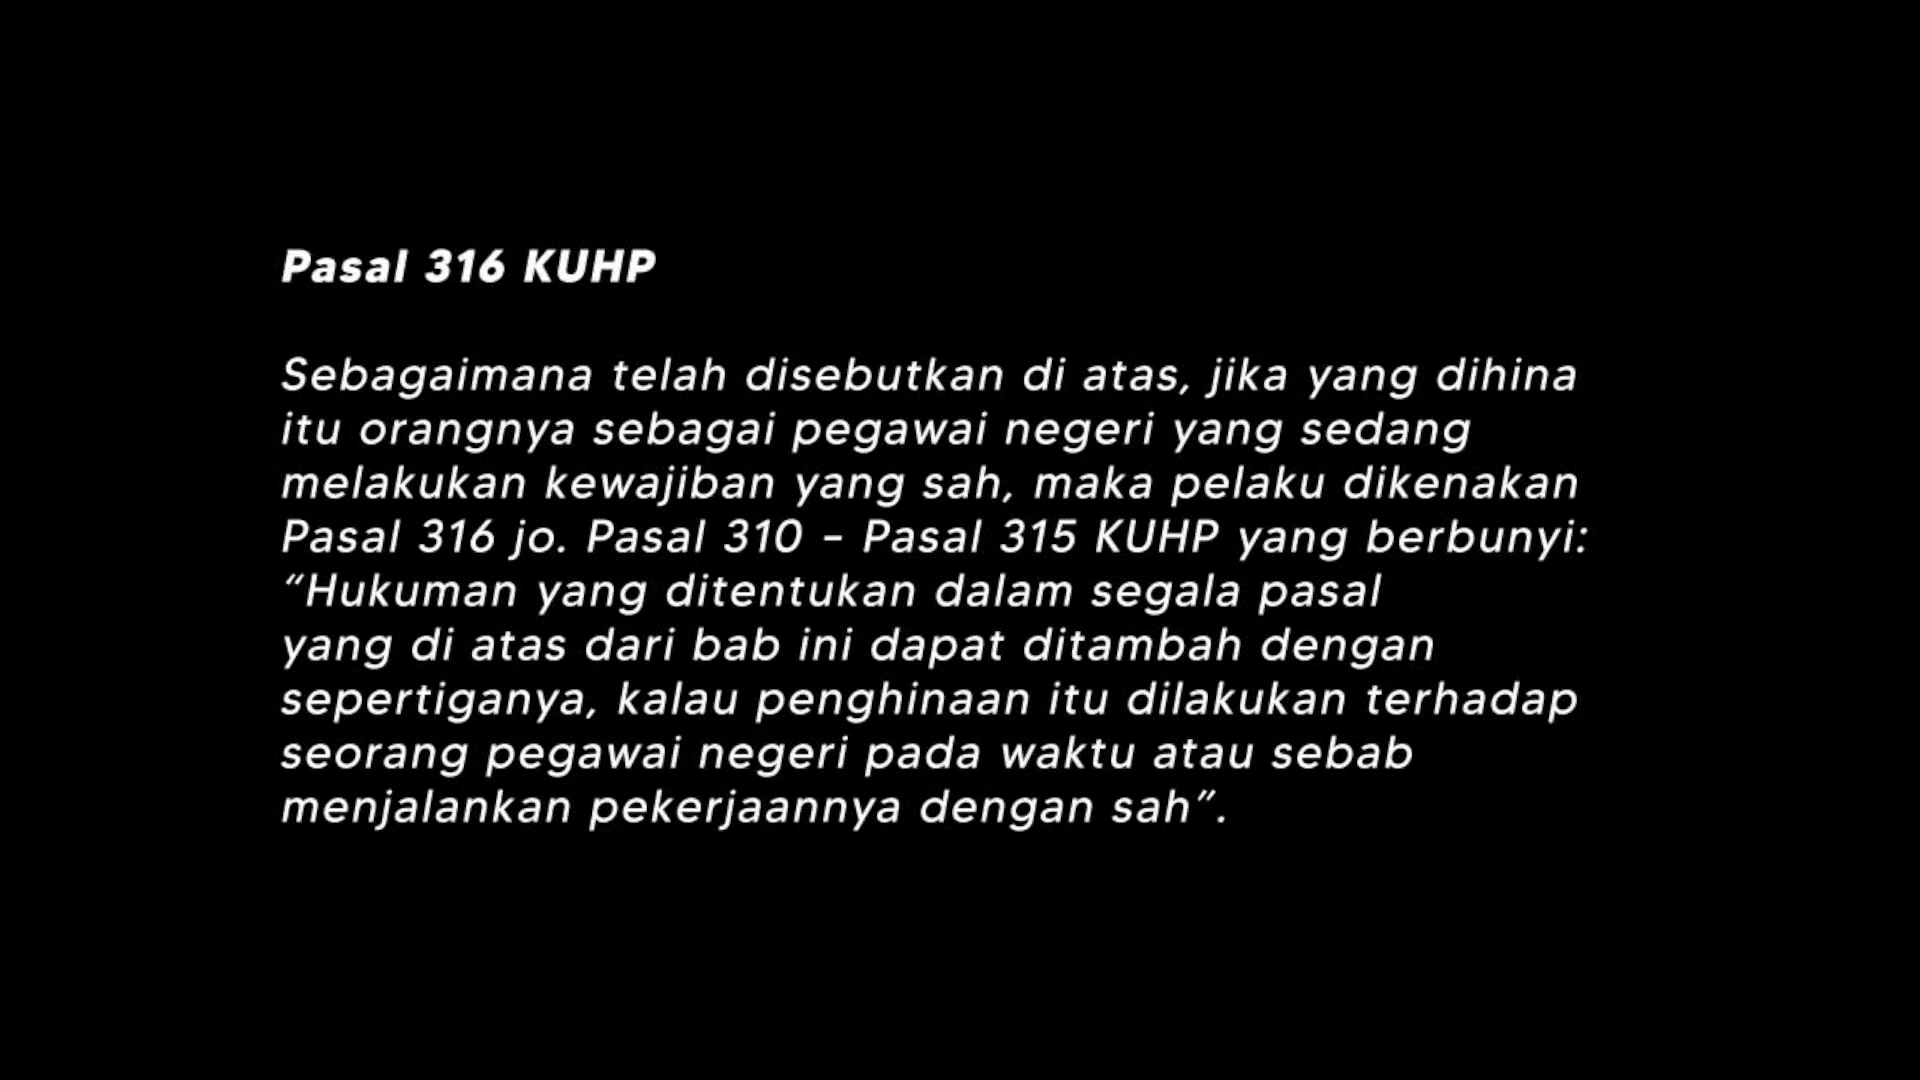 Pasal 316 KUHP
Sebagaimana telah disebutkan di atas, jika yang dihina
itu orangnya sebagai pegawai negeri yang sedang
melakukan kewajiban yang sah, maka pelaku dikenakan
Pasal 316 jo. Pasal 310 - Pasal 315 KUHP yang berbunyi:
“Hukuman yang ditentukan dalam segala pasal
yang di atas dari bab ini dapat ditambah dengan
sepertiganya, kalau penghinaan itu dilakukan terhadap
seorang pegawai negeri pada waktu atau sebab
menjalankan pekerjaannya dengan sah”.